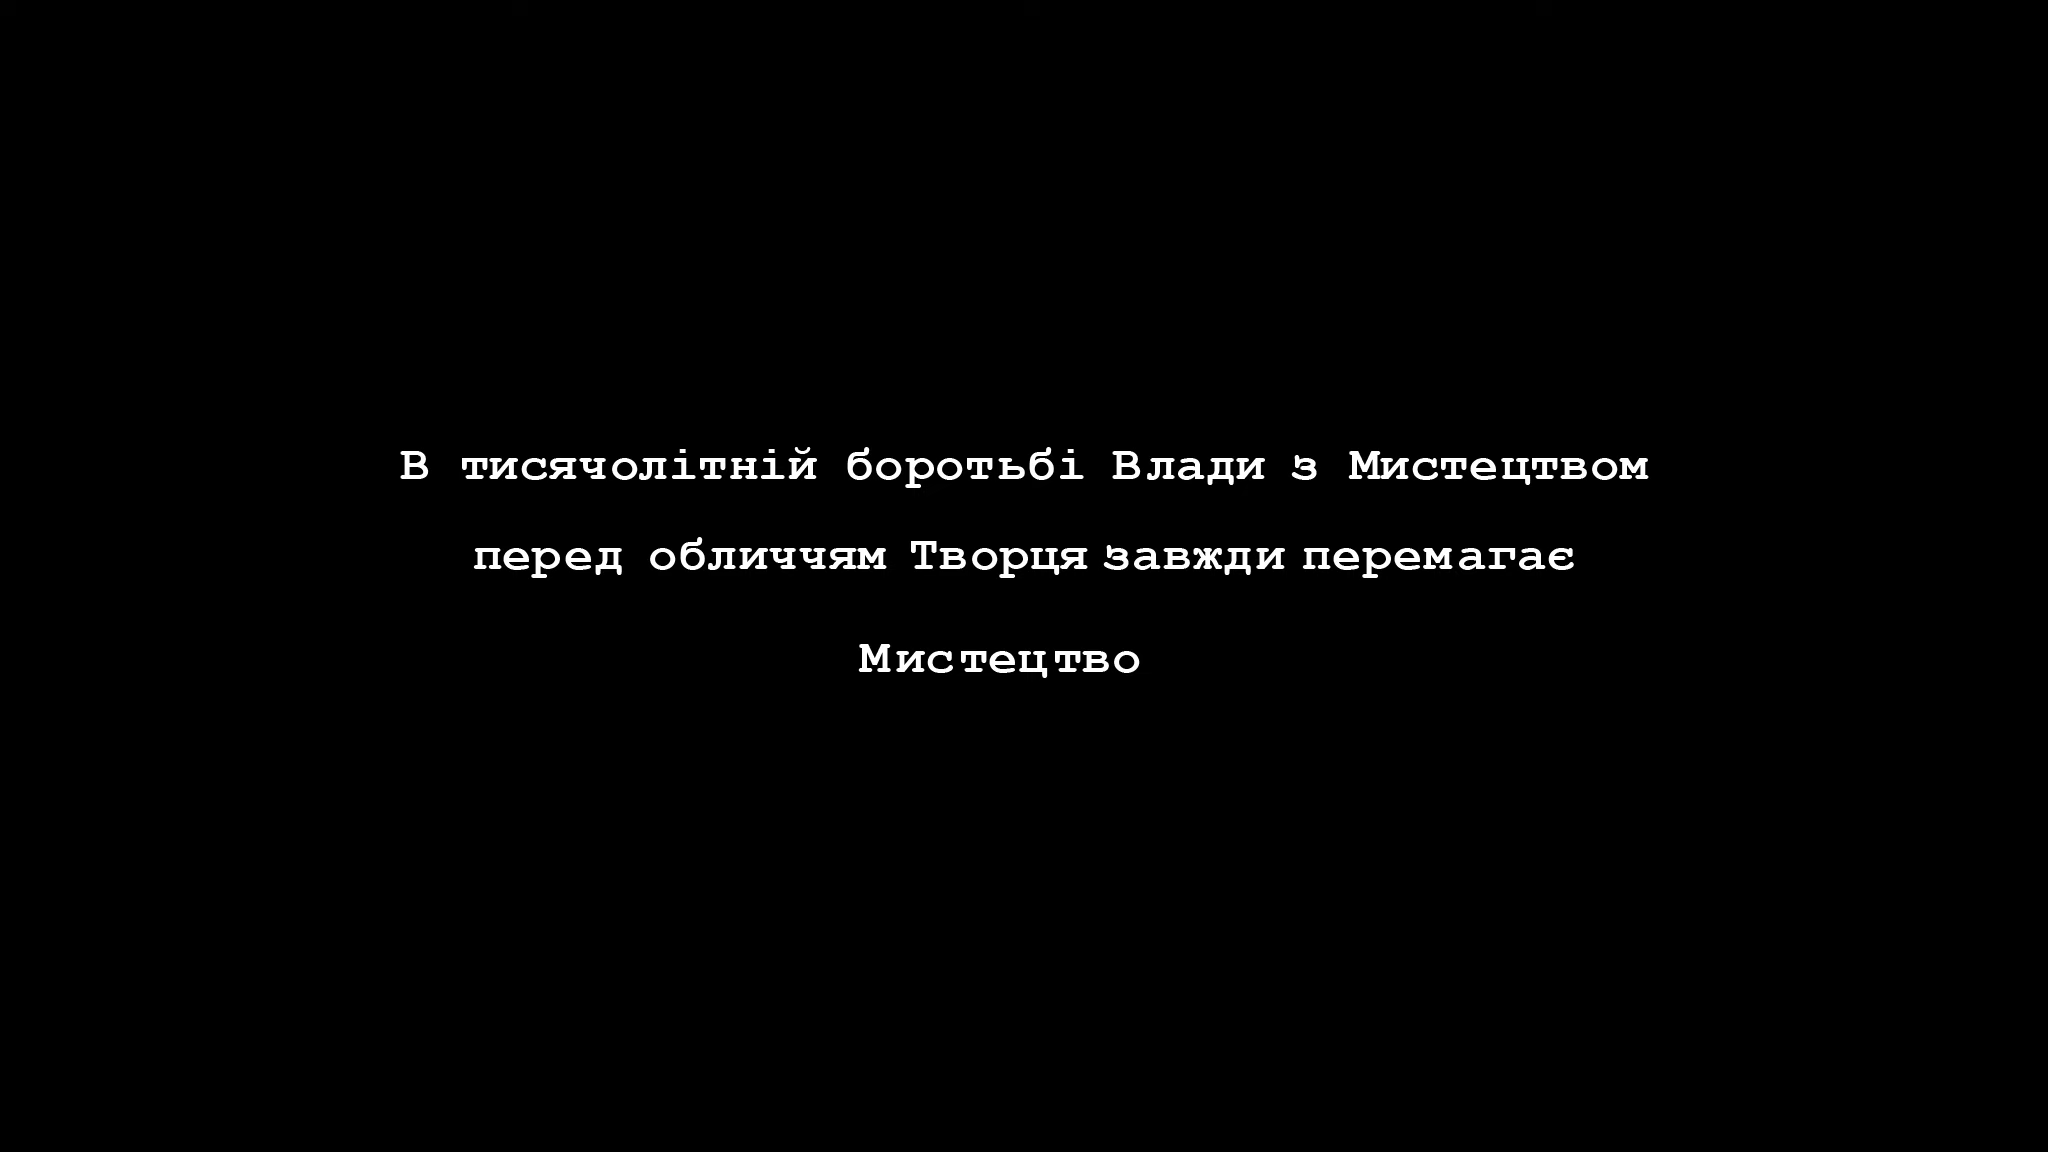 В тисячолітній боротьбі Влади з Мистецтвом
перед обличчям Творця завжди перемагає
Мистецтво